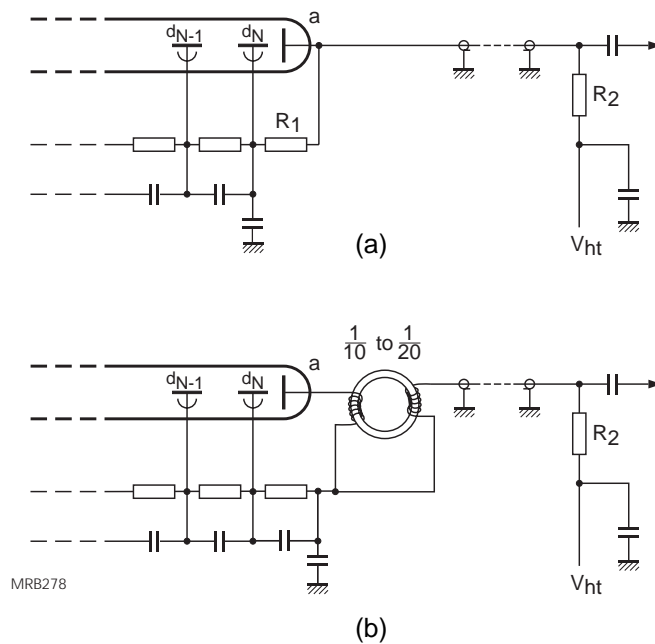 a
dN-1 dN
R1
R2
Vht
(a)
1/10 to 1/20
a
dN-1 dN
R2
Vht
MRB278
(b)